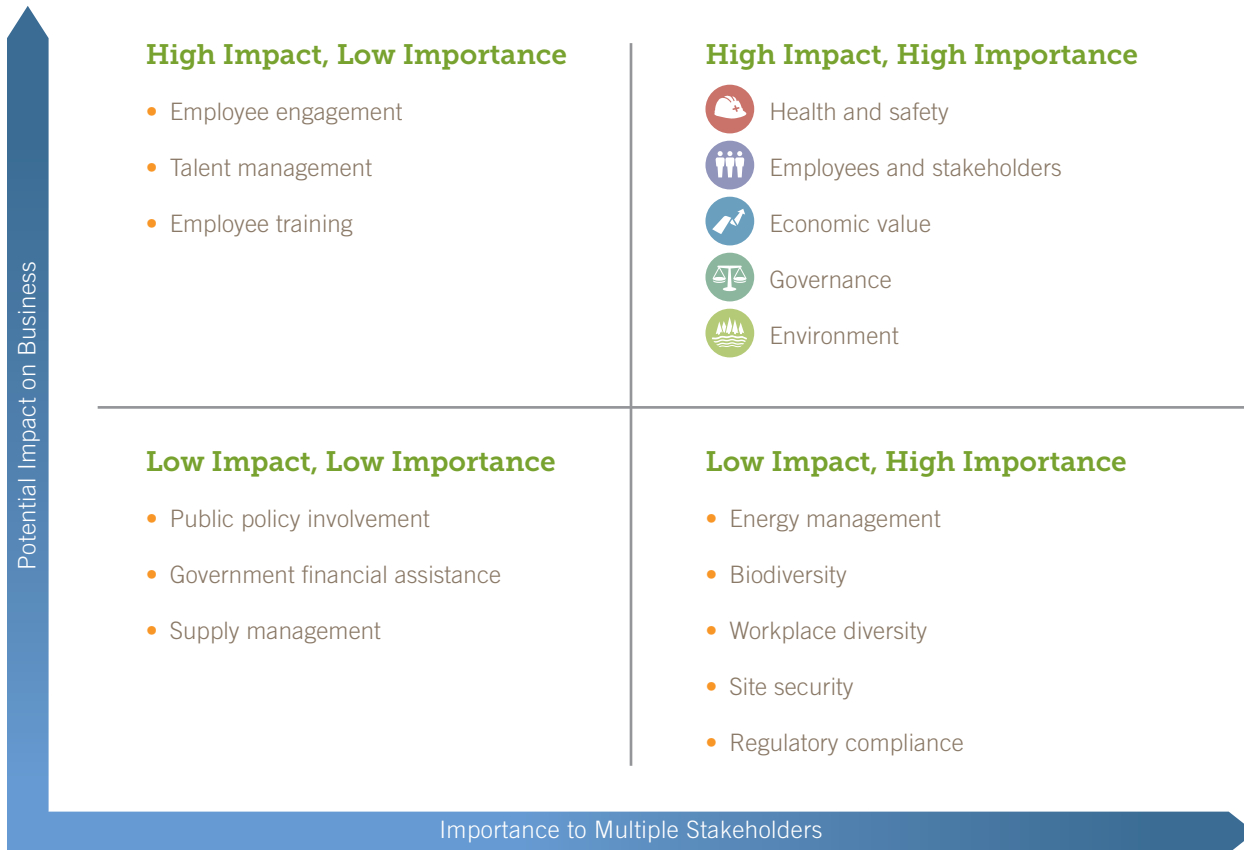 Potential Impact on Business
High Impact, Low Importance
• Employee engagement
• Talent management
• Employee training
High Impact, High Importance
Health and safety
Employees and stakeholders
Economic value
Governance
Environment
Low Impact, Low Importance
• Public policy involvement
• Government financial assistance
• Supply management
Low Impact, High Importance
• Energy management
• Biodiversity
• Workplace diversity
• Site security
• Regulatory compliance
Importance to Multiple Stakeholders